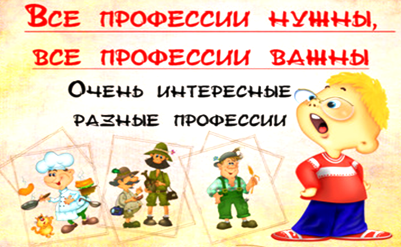 Все профессии нужны,
все профессии важны
Очень интересные
разные профессии